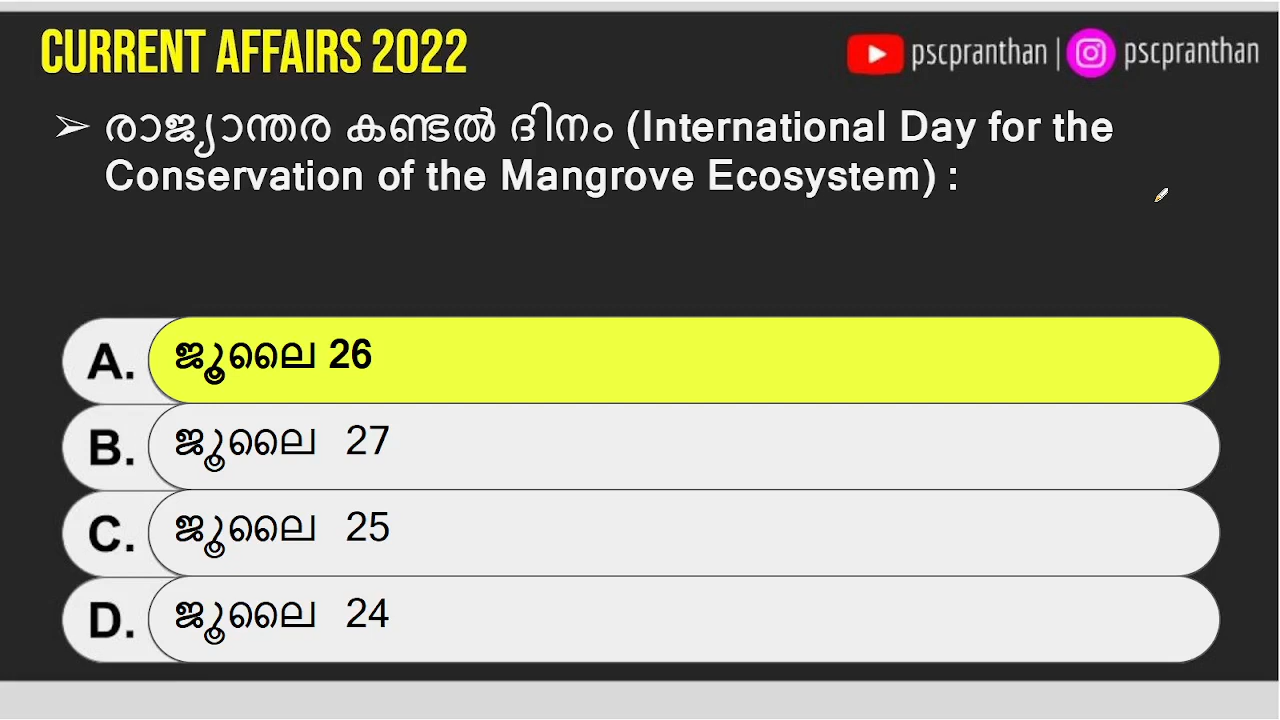 CURRENT AFFAIRS 2022
pscpranthan | pscpranthan
➢ രാജ്യാന്തര കണ്ടൽ ദിനം (International Day for the
Conservation of the Mangrove Ecosystem) :
A. ജൂലൈ 26
B. ജൂലൈ 27
C. ജൂലൈ 25
D. ജൂലൈ 24